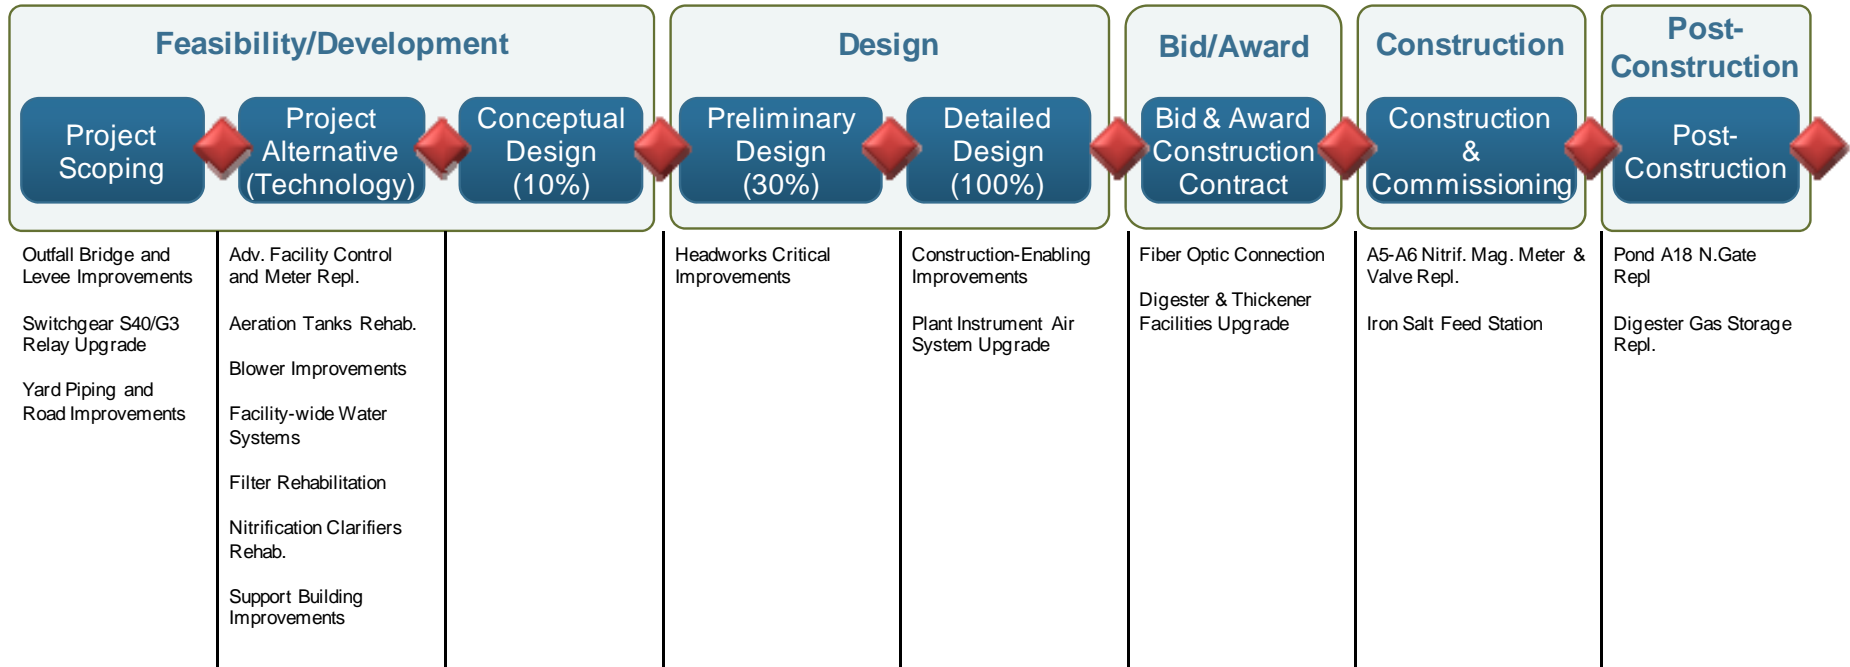 Feasibility/Development
Design
Bid/Award
Construction
Post-
Construction
Project
Scoping
Project
Alternative
(Technology)
Conceptual
Design
(10%)
Preliminary
Design
(30%)
Detailed
Design
(100%)
Bid & Award
Construction
Contract
Construction
&
Commissioning
Post-
Construction
Outfall Bridge and
Levee Improvements
Switchgear S40/G3
Relay Upgrade
Yard Piping and
Road Improvements
Adv. Facility Control
and Meter Repl.
Aeration Tanks Rehab.
Blower Improvements
Facility-wide Water
Systems
Filter Rehabilitation
Nitrification Clarifiers
Rehab.
Support Building
Improvements
Headworks Critical
Improvements
Construction-Enabling
Improvements
Plant Instrument Air
System Upgrade
Fiber Optic Connection
Digester & Thickener
Facilities Upgrade
A5-A6 Nitrif. Mag. Meter &
Valve Repl.
Iron Salt Feed Station
Pond A18 N.Gate
Repl
Digester Gas Storage
Repl.